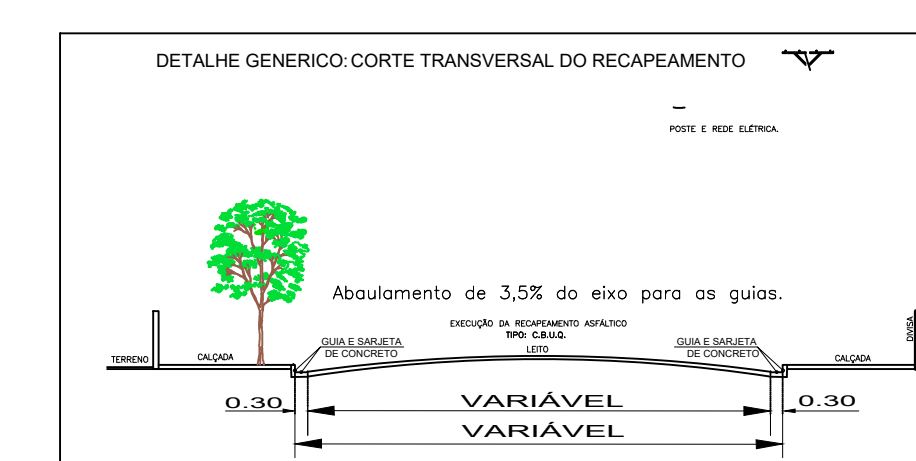 DETALHE GENERICO: CORTE TRANSVERSAL DO RECAPEAMENTO
POSTE E REDE ELÉTRICA.
Abaulamento de 3,5% do eixo para as guias.
EXECUÇÃO DA RECAPEAMENTO ASFÁLTICO
TIPO: C.B.U.Q.
LEITO
TERRENO
CALÇADA
GUIA E SARJETA
DE CONCRETO
GUIA E SARJETA
DE CONCRETO
CALÇADA
DIVISA
0.30
VARIÁVEL
0.30
VARIÁVEL